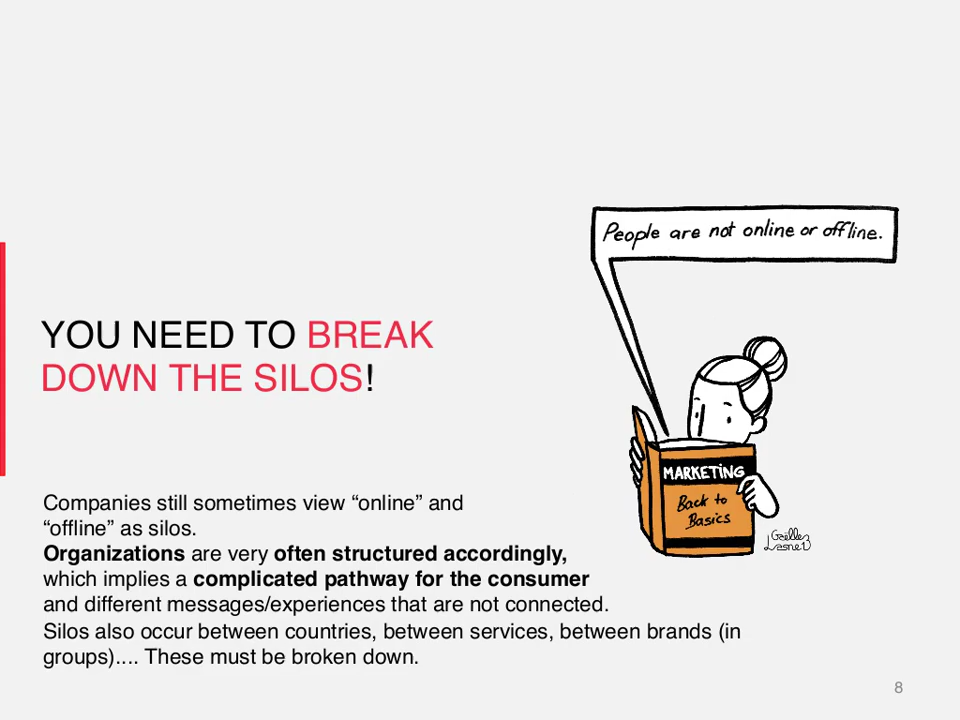 People are not online or offline.
YOU NEED TO BREAK
DOWN THE SILOS!
MARKETING
Back to
Basics
Gaëlle
Lasne
Companies still sometimes view “online” and
“offline” as silos.
Organizations are very often structured accordingly,
which implies a complicated pathway for the consumer
and different messages/experiences that are not connected.
Silos also occur between countries, between services, between brands (in
groups).... These must be broken down.
8